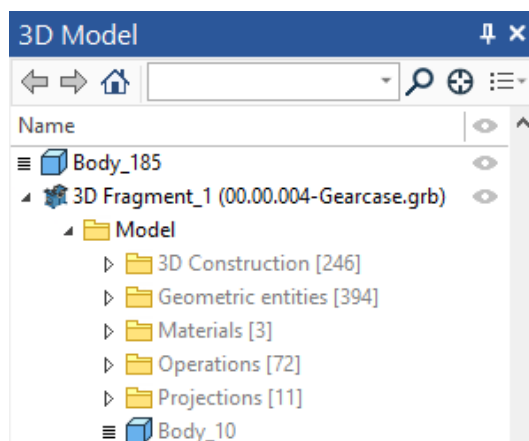 3D Model
Name
Body_185
3D Fragment_1 (00.00.004-Gearcase.grb)
Model
3D Construction [246]
Geometric entities [394]
Materials [3]
Operations [72]
Projections [11]
Body_10